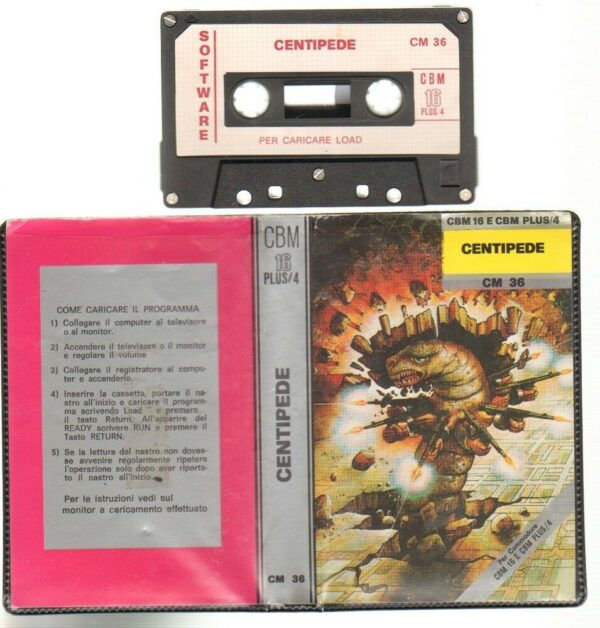 SOFTWARE
CENTIPEDE
CM 36
CBM
16
PLUS/4
PER CARICARE LOAD
1
COME CARICARE IL PROGRAMMA
1) Collegare il computer al televisore
o al monitor.
2) Accendere il televisore o il monitor
e regolare il volume
3) Collegare il registratore al compu-
ter e accenderlo.
4) Inserire la cassetta, portare il na-
stro all'inizio e caricare il program-
ma scrivendo Load e premere
il tasto Raturn. All'apparire del
READY scrivere RUN e premere il
Tasto RETURN.
5) Se la lettura del nastro non doves-
se avvenire regolarmente ripetere
l'operazione solo dopo aver riporta-
to il nastro all'inizio.
Per le istruzioni vedi sul
monitor a caricamento effettuato
CBM
16
PLUS/4
CENTIPEDE
CM 36
CBM 16 E CBM PLUS/4
CENTIPEDE
CM 36
Per Commodore
CBM 16 E CBM PLUS/4